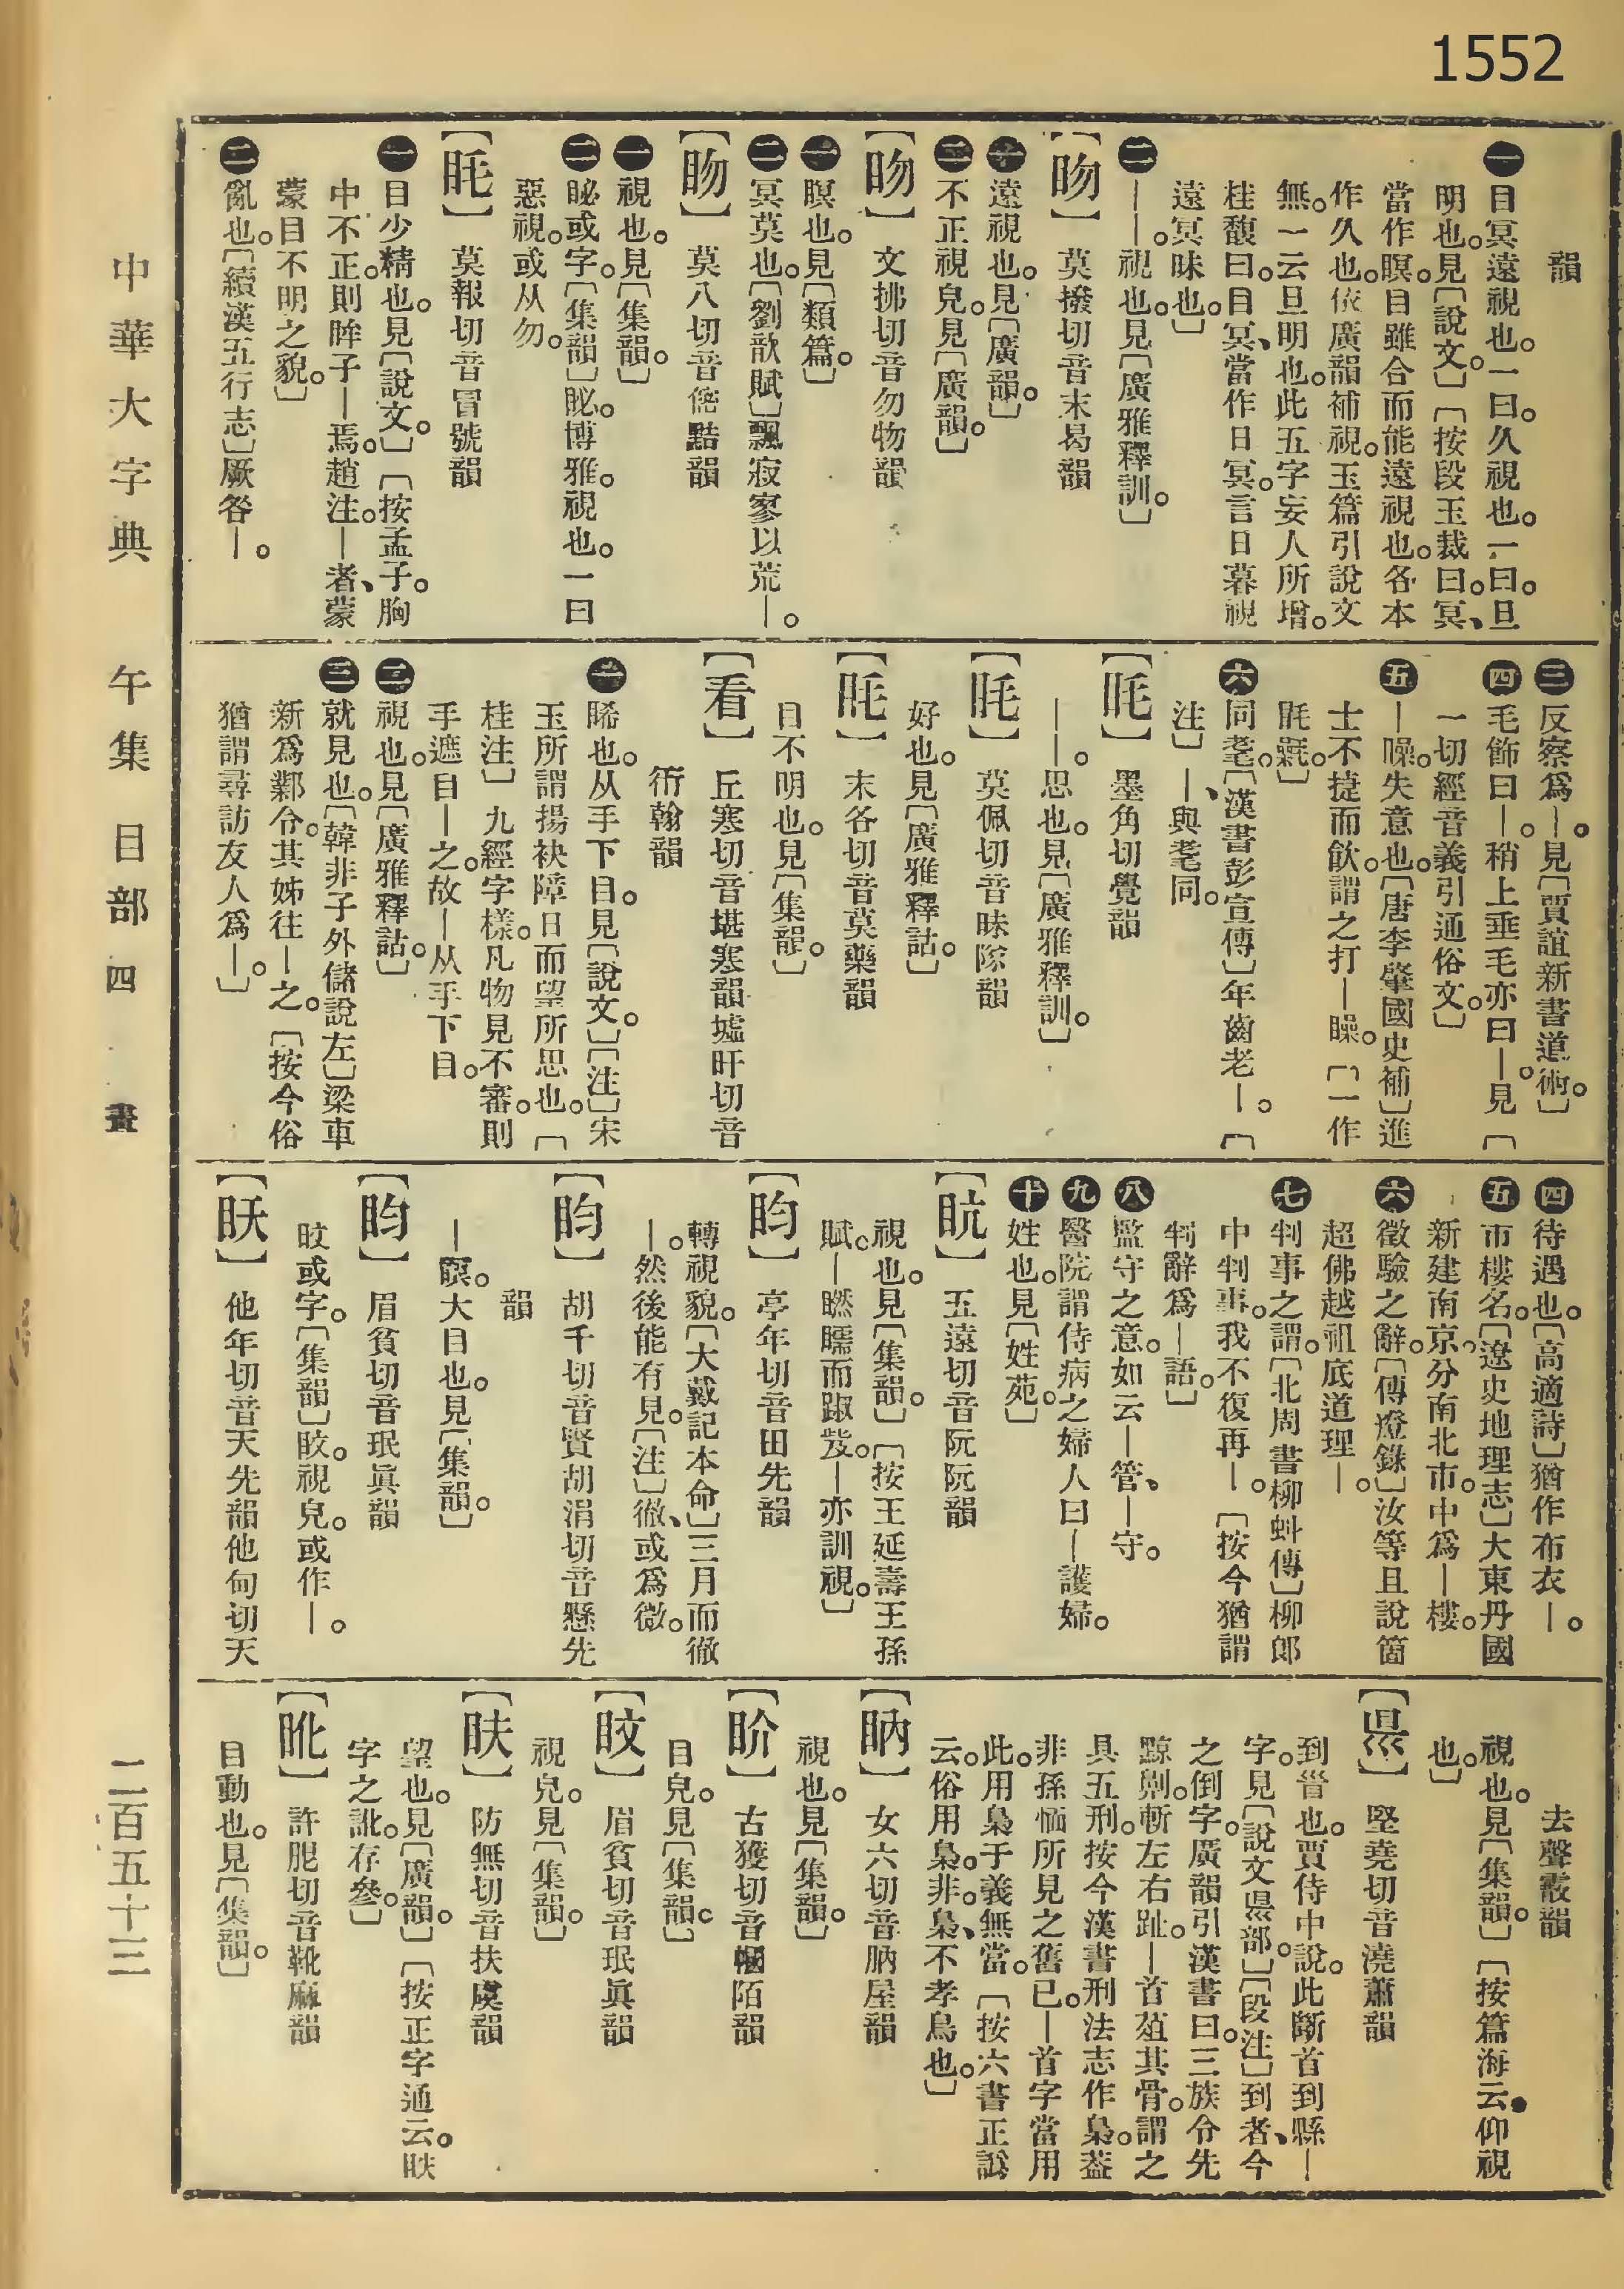 1552
韻
㊀目冥遠視也。一曰。久視也。一曰。旦
明也。見〔說文。〕〔按段玉裁曰。冥、
當作瞑。目雖合而能遠視也。各本
作久也。依廣韻補視。玉篇引說文
無。一云旦明也。此五字妄人所增。
桂馥曰。目冥、當作日冥。言日暮視
遠冥昧也。〕
㊁——。視也。見〔廣雅釋訓。〕
【眆】莫撥切音末曷韻
㊀遠視也。見〔廣韻。〕
㊁不正視皃。見〔廣韻。〕
【眆】文拂切音勿物韻
㊀瞑也。見〔類篇。〕
㊁冥莫也。〔劉歆賦〕飄寂寥以荒—。
【眆】莫八切音傄黠韻
㊀視也。見〔集韻。〕
㊁眑或字。〔集韻〕眑。博雅。視也。一曰
惡視。或从勿。
【眊】莫報切音冒號韻
㊀目少精也。見〔說文。〕〔按孟子。胸
中不正。則眸子—焉。趙注。—者、蒙
蒙目不明之貌。〕
㊁亂也。〔續漢五行志〕厥咎—。
㊂反察爲—。見〔賈誼新書道術。〕
㊃毛飾曰—。稍上垂毛亦曰—。見〔
一切經音義引通俗文。〕
㊄—噪。失意也。〔唐李肇國史補〕進
士不捷而飮。謂之打—𥊰。〔一作
毷氉。〕
㊅同耄。〔漢書彭宣傳〕年齒老—。〔
注〕—、與耄同。
【眊】墨角切覺韻
——。思也。見〔廣雅釋訓。〕
【眊】莫佩切音昧隊韻
好也。見〔廣雅釋詁。〕
【眊】末各切音莫藥韻
目不明也。見〔集韻。〕
【看】丘寒切音堪寒韻墟旰切音
衎翰韻
㊀睎也。从手下目。見〔說文。〕〔注〕宋
玉所謂揚袂障日而望所思也。〔
桂注〕九經字樣。凡物見不審。則
手遮目—之。故—从手下目。
㊁視也。見〔廣雅釋詁。〕
㊂就見也。〔韓非子外儲說左〕梁車
新爲鄴令。其姊往—之。〔按今俗
猶謂尋訪友人爲—。〕
㊃待遇也。〔高適詩〕猶作布衣—。
㊄市樓名。〔遼史地理志〕大東丹國
新建南京。分南北市。中爲—樓。
㊅徵驗之辭。〔傳燈錄〕汝等且說箇
超佛越祖底道理—。
㊆判事之謂。〔北周書柳蚪傳〕柳郞
中判事。我不復再—。〔按今猶謂
判辭爲—語。〕
㊇監守之意。如云—管、—守。
㊈醫院謂侍病之婦人曰—護婦。
㊉姓也。見〔姓苑。〕
【䀪】五遠切音阮阮韻
視也。見〔集韻。〕〔按王延壽王孫
賦。—矊矏而踧𧿒。—亦訓視。〕
【盷】亭年切音田先韻
轉視貌。〔大戴記本命〕三月而徹
—。然後能有見。〔注〕徹、或爲微。
【盷】胡千切音賢胡涓切音懸先
韻
—瞑。大目也。見〔集韻。〕
【盷】眉貧切音珉眞韻
盿或字。〔集韻〕盿。視皃。或作—。
【䀖】他年切音天先韻他甸切天
去聲霰韻
視也。見〔集韻。〕〔按篇海云。仰視
也。〕
【県】堅堯切音澆蕭韻
到𥄉也。賈侍中說。此斷首到縣—
字。見〔說文県部。〕〔段注〕到者、今
之倒字。廣韻引漢書曰。三族令先
黥劓。斬左右趾。—首菹其骨。謂之
具五刑。按今漢書刑法志作梟。葢
非孫愐所見之舊已。—首字當用
此。用梟于義無當。〔按六書正譌
云。俗用梟。非。梟、不孝鳥也。〕
【䀛】女六切音肭屋韻
視也。見〔集韻。〕
【䀙】古獲切音幗陌韻
目皃。見〔集韻。〕
【盿】眉貧切音珉眞韻
視皃。見〔集韻。〕
【䀐】防無切音扶虞韻
望也。見〔廣韻。〕〔按正字通云。䀐
字之訛。存參。〕
【䀨】許䏢切音靴麻韻
目動也。見〔集韻。〕
中華大字典 午集 目部 四畫
二百五十三